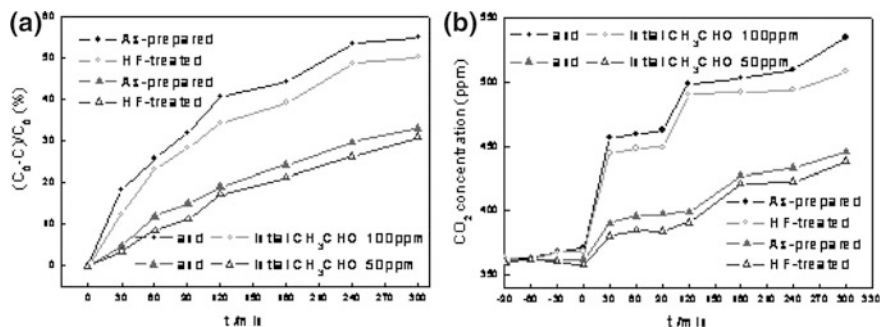 (a)
(C₀-C)/C₀ (%)
60
50
40
30
20
10
0
As-prepared
HF-treated
As-prepared
HF-treated
and Initial CH₃CHO 100ppm
and Initial CH₃CHO 50ppm
0 30 60 90 120 150 180 210 240 270 300
t/min
(b)
CO₂ concentration (ppm)
550
500
450
400
350
and Initial CH₃CHO 100ppm
and Initial CH₃CHO 50ppm
As-prepared
HF-treated
As-prepared
HF-treated
-90 -60 -30 0 30 60 90 120 150 180 210 240 270 300 330
t/min